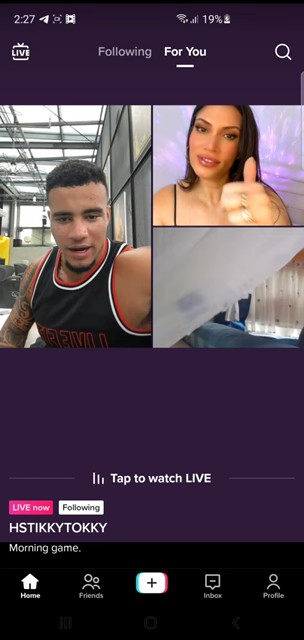 2:27 19%
LIVE Following For You
Tap to watch LIVE
LIVE now Following
HSTIKKYTOKKY
Morning game.
Home Friends Inbox Profile